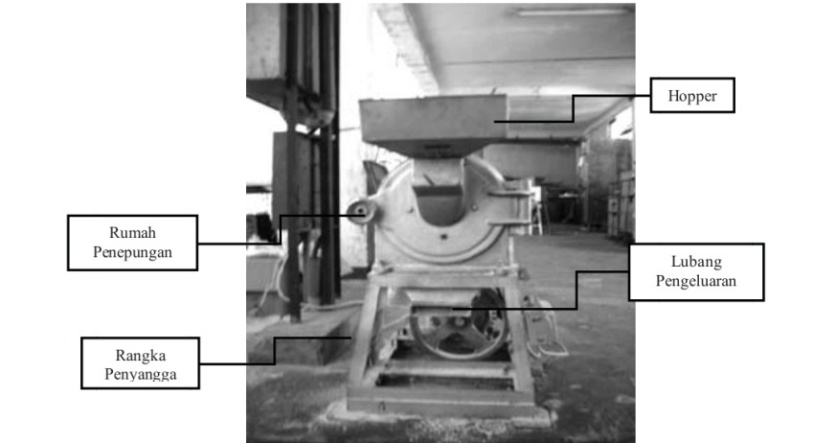 Hopper
Rumah
Penepungan
Lubang
Pengeluaran
Rangka
Penyangga